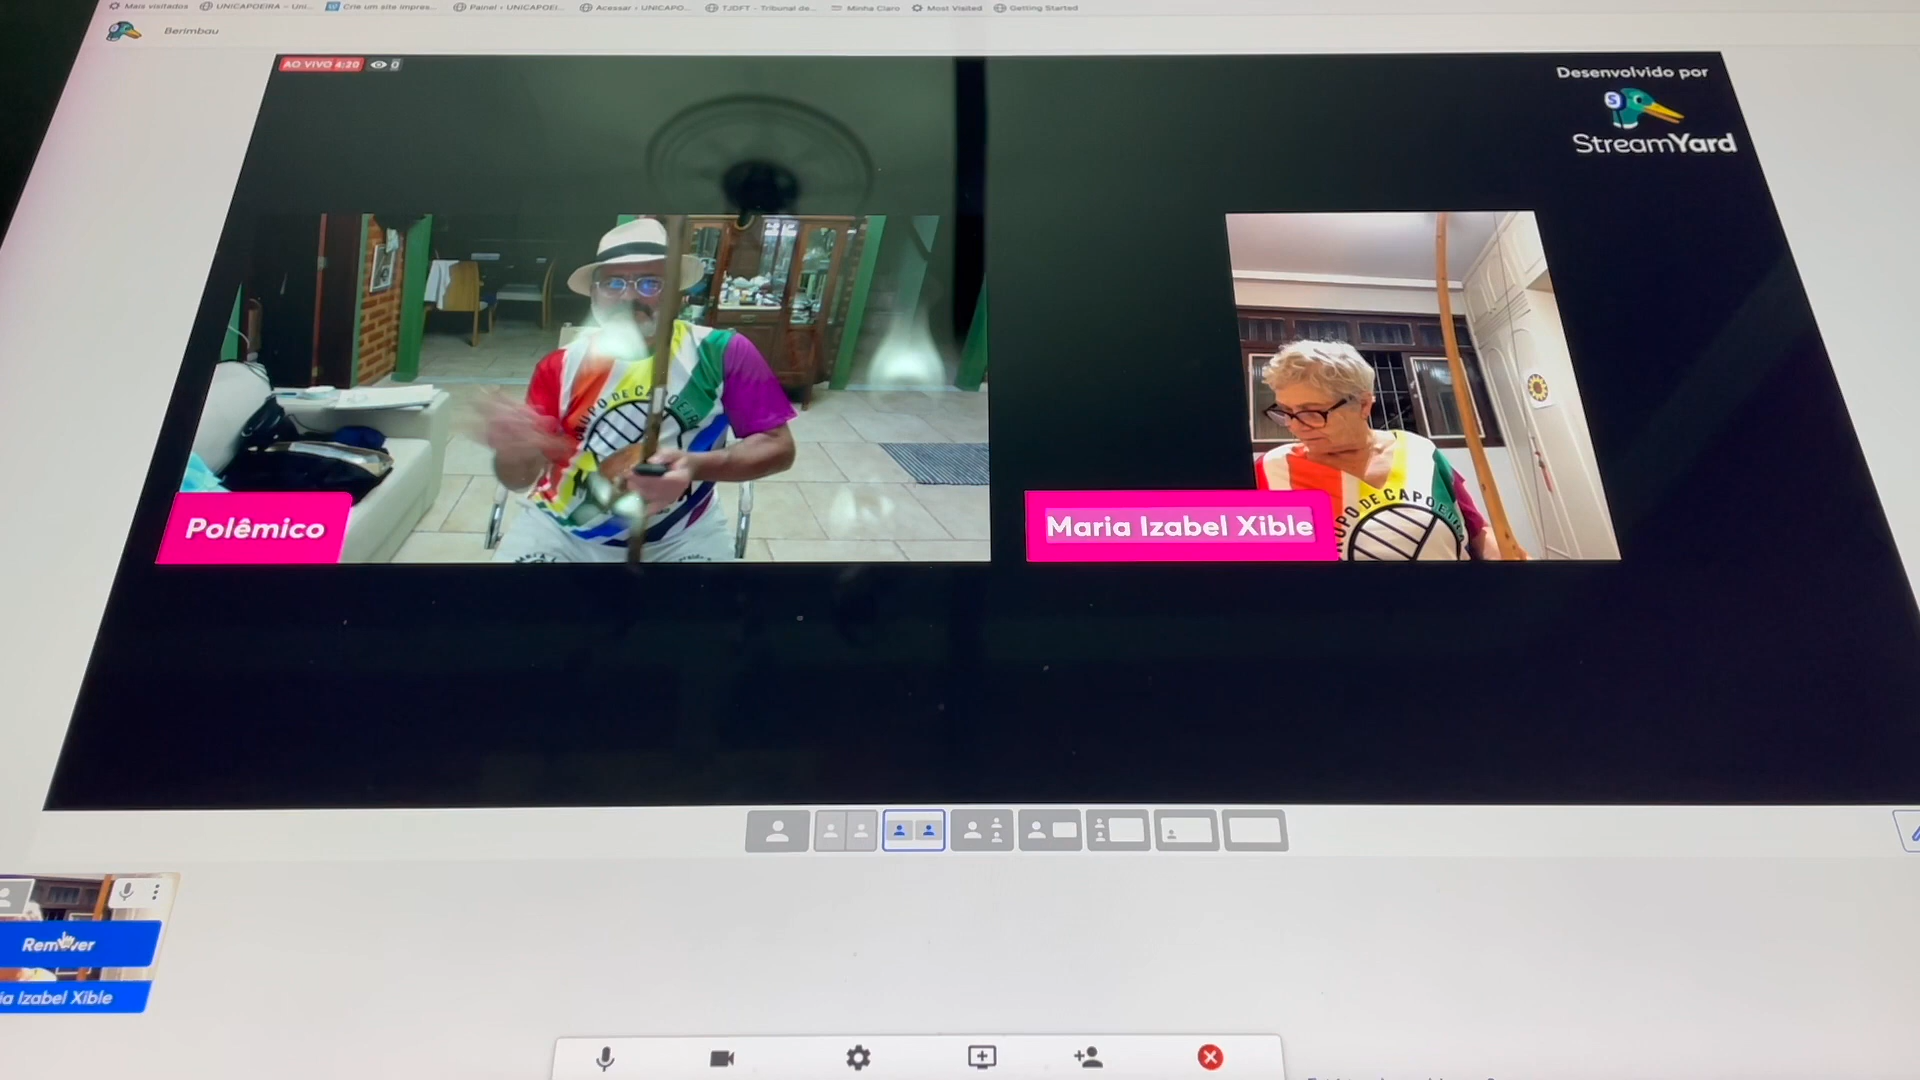 Mais visitados
UNICAPOEIRA – Uni...
Crie um site impres...
Painel ‹ UNICAPOEI...
Acessar ‹ UNICAPO...
TJDFT - Tribunal de...
Minha Claro
Most Visited
Getting Started
Berimbau
AO VIVO 4:20
0
Desenvolvido por
StreamYard
GRUPO DE CAPOEIRA
Polêmico
Maria Izabel Xible
UPO DE CAPOEI
Remover
ia Izabel Xible